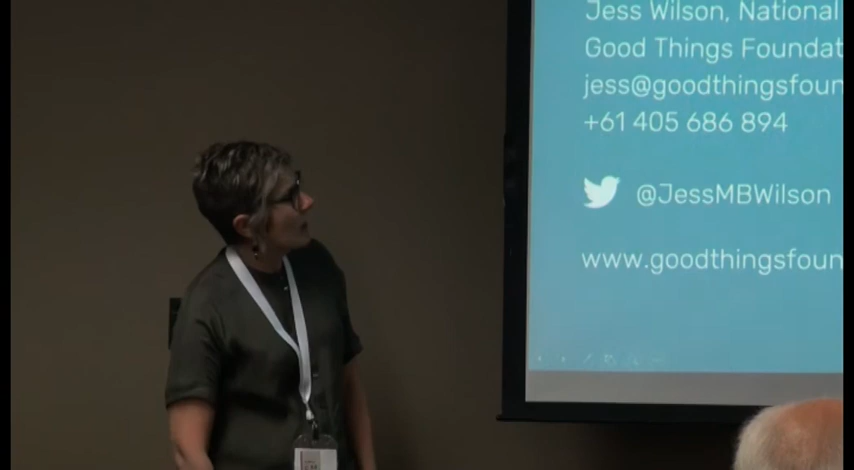 Jess Wilson, National
Good Things Foundat
jess@goodthingsfoun
+61 405 686 894
@JessMBWilson
www.goodthingsfoun